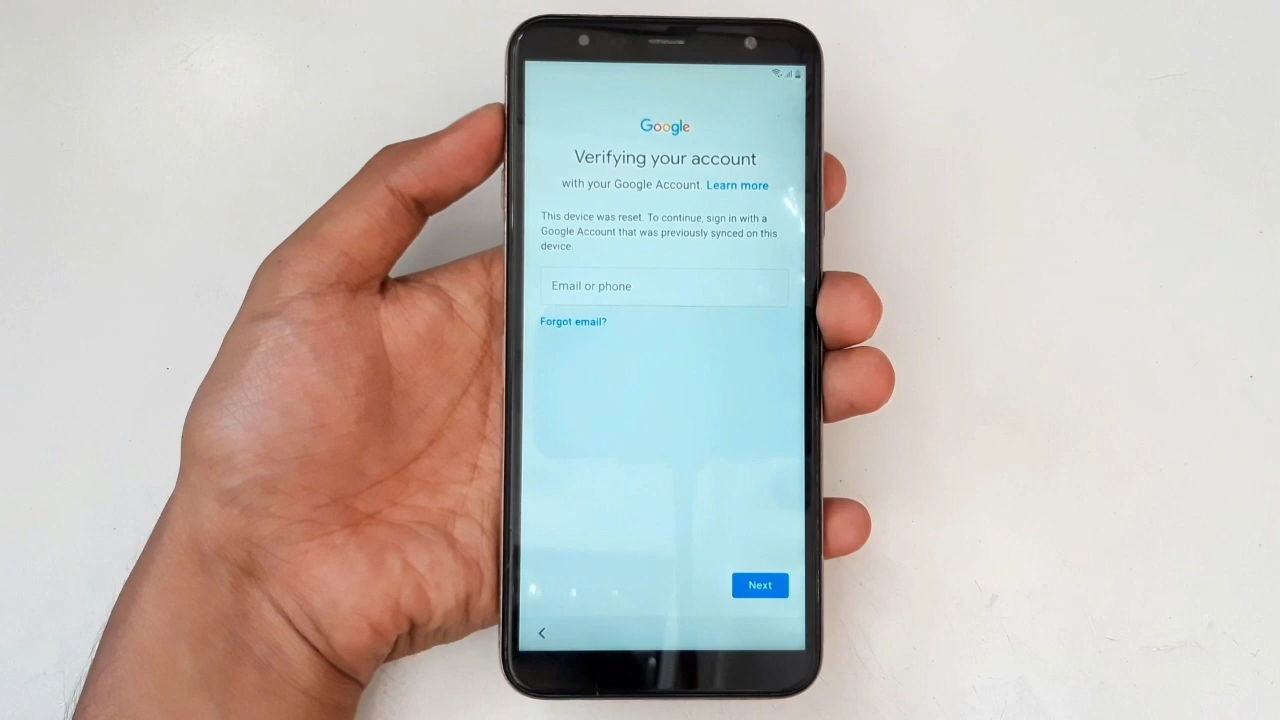 Google
Verifying your account
with your Google Account. Learn more
This device was reset. To continue, sign in with a
Google Account that was previously synced on this
device.
Email or phone
Forgot email?
Next